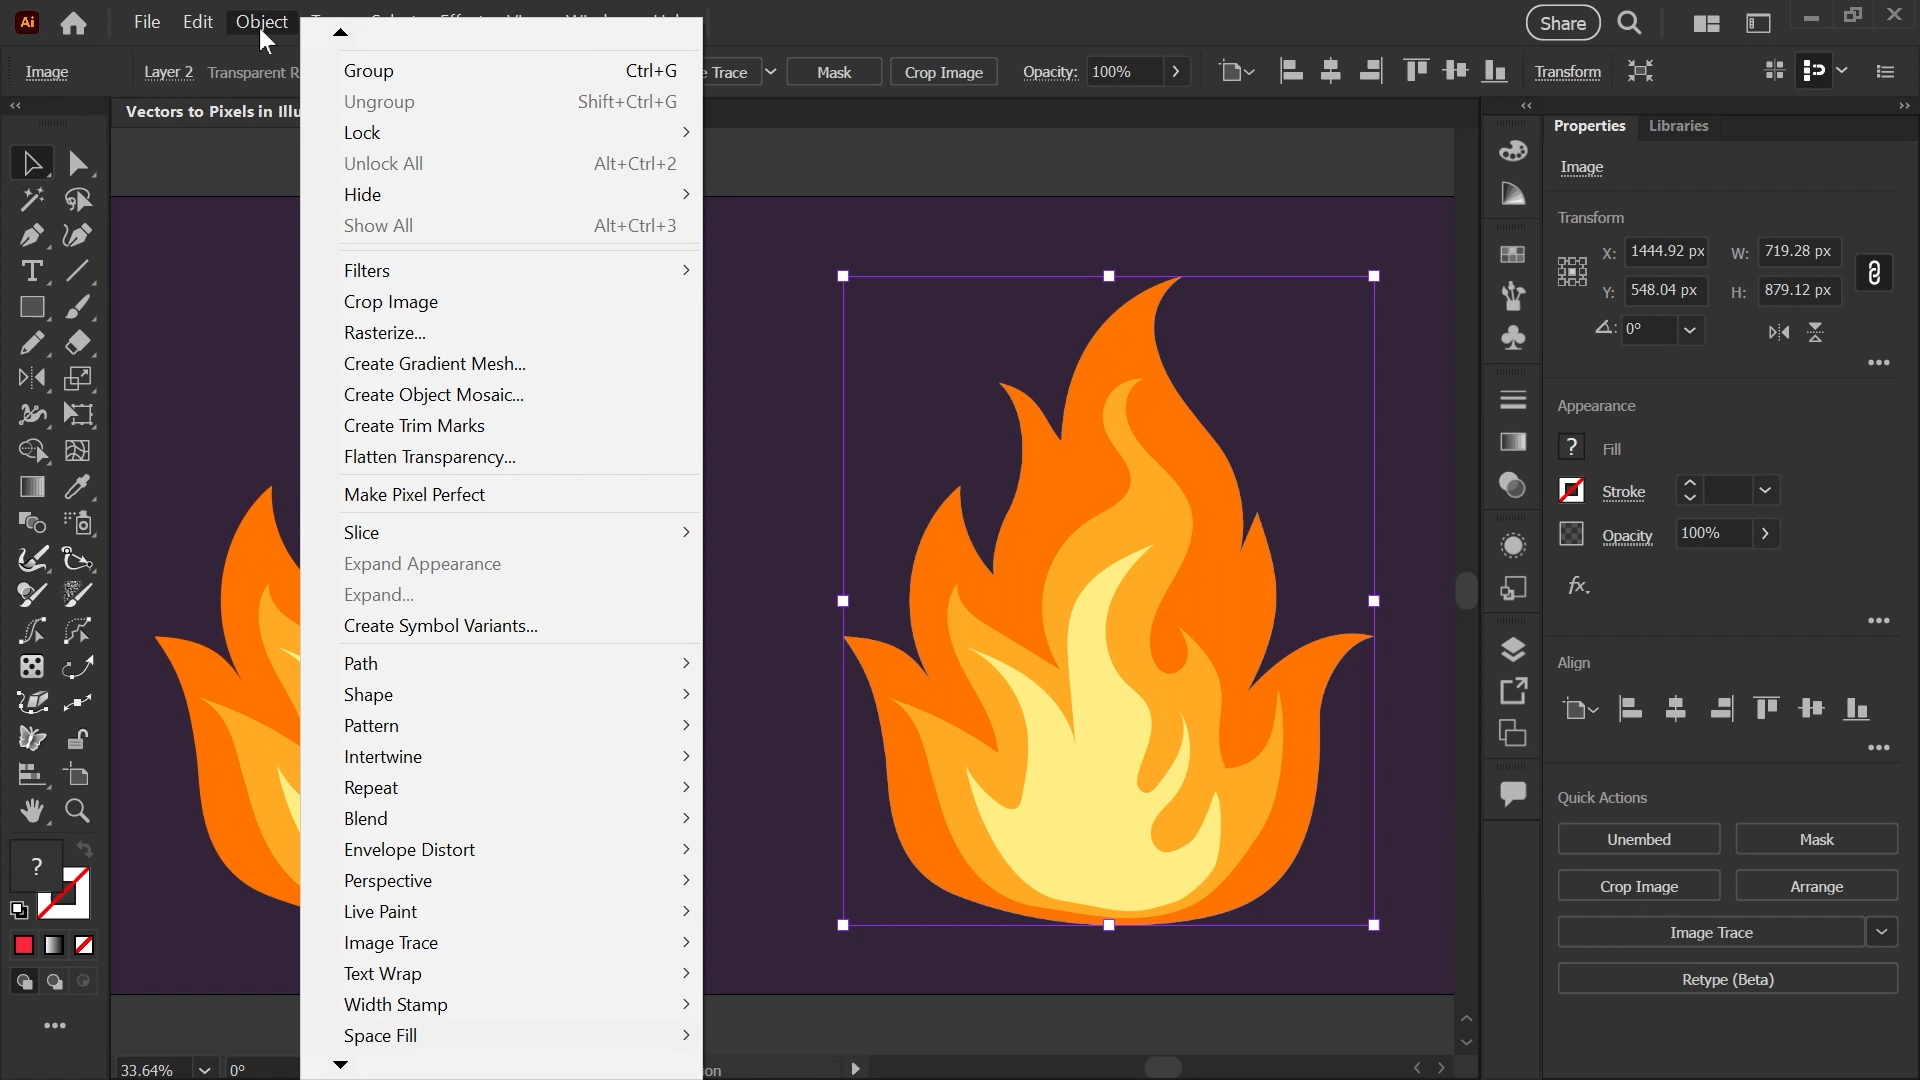 Ai File Edit Object
Share
Image Layer 2 Transparent R
Trace Mask Crop Image Opacity: 100% Transform
Vectors to Pixels in Illu
Group Ctrl+G
Ungroup Shift+Ctrl+G
Lock
Unlock All Alt+Ctrl+2
Hide
Show All Alt+Ctrl+3
Filters
Crop Image
Rasterize...
Create Gradient Mesh...
Create Object Mosaic...
Create Trim Marks
Flatten Transparency...
Make Pixel Perfect
Slice
Expand Appearance
Expand...
Create Symbol Variants...
Path
Shape
Pattern
Intertwine
Repeat
Blend
Envelope Distort
Perspective
Live Paint
Image Trace
Text Wrap
Width Stamp
Space Fill
?
33.64% 0°
Properties Libraries
Image
Transform
X: 1444.92 px W: 719.28 px
Y: 548.04 px H: 879.12 px
0°
Appearance
? Fill
Stroke
Opacity 100%
fx.
Align
Quick Actions
Unembed Mask
Crop Image Arrange
Image Trace
Retype (Beta)